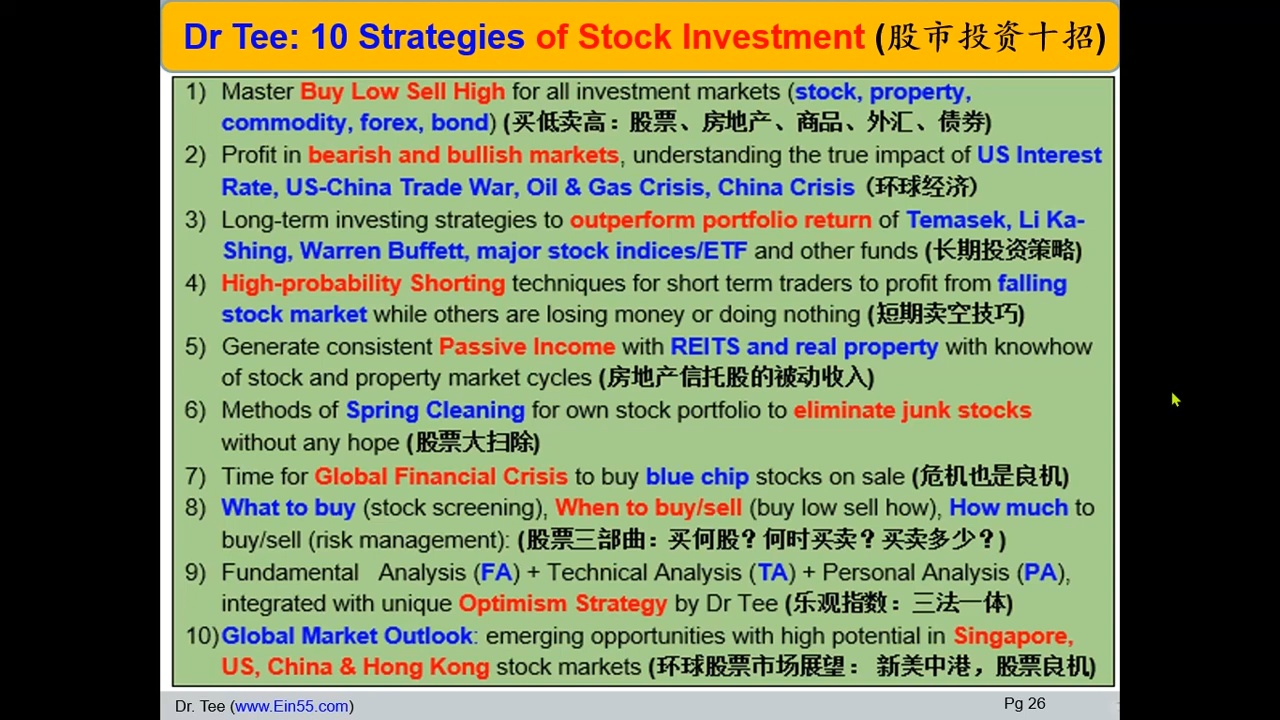 Dr Tee: 10 Strategies of Stock Investment (股市投资十招)
1) Master Buy Low Sell High for all investment markets (stock, property,
commodity, forex, bond) (买低卖高：股票、房地产、商品、外汇、债券)
2) Profit in bearish and bullish markets, understanding the true impact of US Interest
Rate, US-China Trade War, Oil & Gas Crisis, China Crisis（环球经济）
3) Long-term investing strategies to outperform portfolio return of Temasek, Li Ka-
Shing, Warren Buffett, major stock indices/ETF and other funds (长期投资策略)
4) High-probability Shorting techniques for short term traders to profit from falling
stock market while others are losing money or doing nothing (短期卖空技巧)
5) Generate consistent Passive Income with REITS and real property with knowhow
of stock and property market cycles (房地产信托股的被动收入)
6) Methods of Spring Cleaning for own stock portfolio to eliminate junk stocks
without any hope (股票大扫除)
7) Time for Global Financial Crisis to buy blue chip stocks on sale (危机也是良机)
8) What to buy (stock screening), When to buy/sell (buy low sell how), How much to
buy/sell (risk management): (股票三部曲：买何股？何时买卖？买卖多少？)
9) Fundamental Analysis (FA) + Technical Analysis (TA) + Personal Analysis (PA),
integrated with unique Optimism Strategy by Dr Tee (乐观指数：三法一体)
10) Global Market Outlook: emerging opportunities with high potential in Singapore,
US, China & Hong Kong stock markets (环球股票市场展望： 新美中港，股票良机)
Dr. Tee (www.Ein55.com)
Pg 26